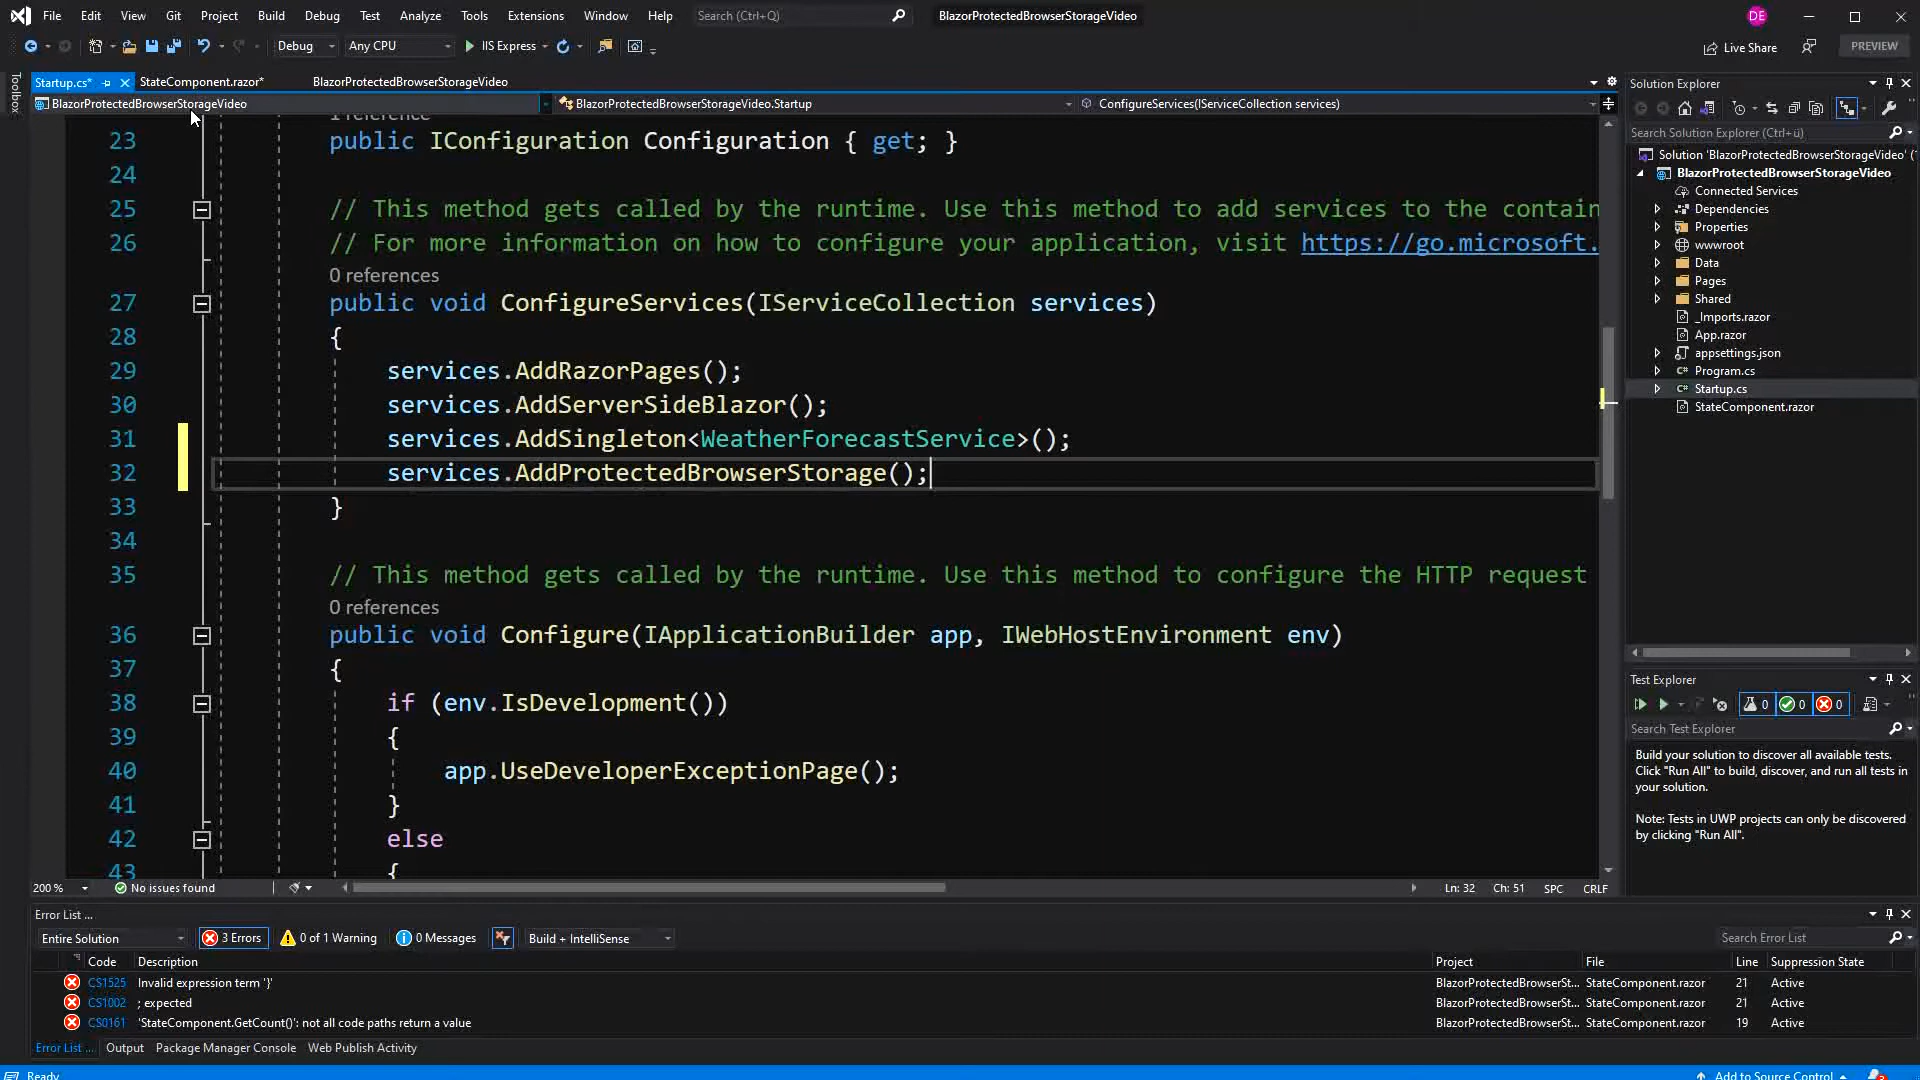 File Edit View Git Project Build Debug Test Analyze Tools Extensions Window Help Search (Ctrl+Q) BlazorProtectedBrowserStorageVideo DE
Debug Any CPU IIS Express Live Share PREVIEW
Toolbox
Startup.cs* StateComponent.razor* BlazorProtectedBrowserStorageVideo
BlazorProtectedBrowserStorageVideo BlazorProtectedBrowserStorageVideo.Startup ConfigureServices(IServiceCollection services)
1 reference
23 public IConfiguration Configuration { get; }
24
25 // This method gets called by the runtime. Use this method to add services to the contain
26 // For more information on how to configure your application, visit https://go.microsoft.
0 references
27 public void ConfigureServices(IServiceCollection services)
28 {
29 services.AddRazorPages();
30 services.AddServerSideBlazor();
31 services.AddSingleton<WeatherForecastService>();
32 services.AddProtectedBrowserStorage();
33 }
34
35 // This method gets called by the runtime. Use this method to configure the HTTP request
0 references
36 public void Configure(IApplicationBuilder app, IWebHostEnvironment env)
37 {
38 if (env.IsDevelopment())
39 {
40 app.UseDeveloperExceptionPage();
41 }
42 else
43 {
200 % No issues found Ln: 32 Ch: 51 SPC CRLF
Solution Explorer
Search Solution Explorer (Ctrl+ü)
Solution 'BlazorProtectedBrowserStorageVideo' (
BlazorProtectedBrowserStorageVideo
Connected Services
Dependencies
Properties
wwwroot
Data
Pages
Shared
_Imports.razor
App.razor
appsettings.json
Program.cs
Startup.cs
StateComponent.razor
Test Explorer
0 0 0
Search Test Explorer
Build your solution to discover all available tests.
Click "Run All" to build, discover, and run all tests in
your solution.
Note: Tests in UWP projects can only be discovered
by clicking "Run All".
Error List ...
Entire Solution 3 Errors 0 of 1 Warning 0 Messages Build + IntelliSense Search Error List
Code Description Project File Line Suppression State
CS1525 Invalid expression term '}' BlazorProtectedBrowserSt... StateComponent.razor 21 Active
CS1002 ; expected BlazorProtectedBrowserSt... StateComponent.razor 21 Active
CS0161 'StateComponent.GetCount()': not all code paths return a value BlazorProtectedBrowserSt... StateComponent.razor 19 Active
Error List ... Output Package Manager Console Web Publish Activity
Ready Add to Source Control